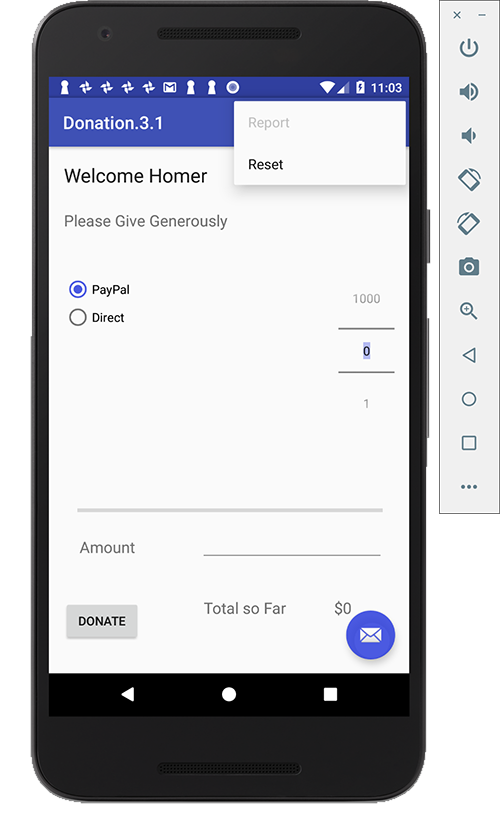 11:03
Donation.3.1
Report
Reset
Welcome Homer
Please Give Generously
PayPal
Direct
1000
0
1
Amount
Total so Far $0
DONATE